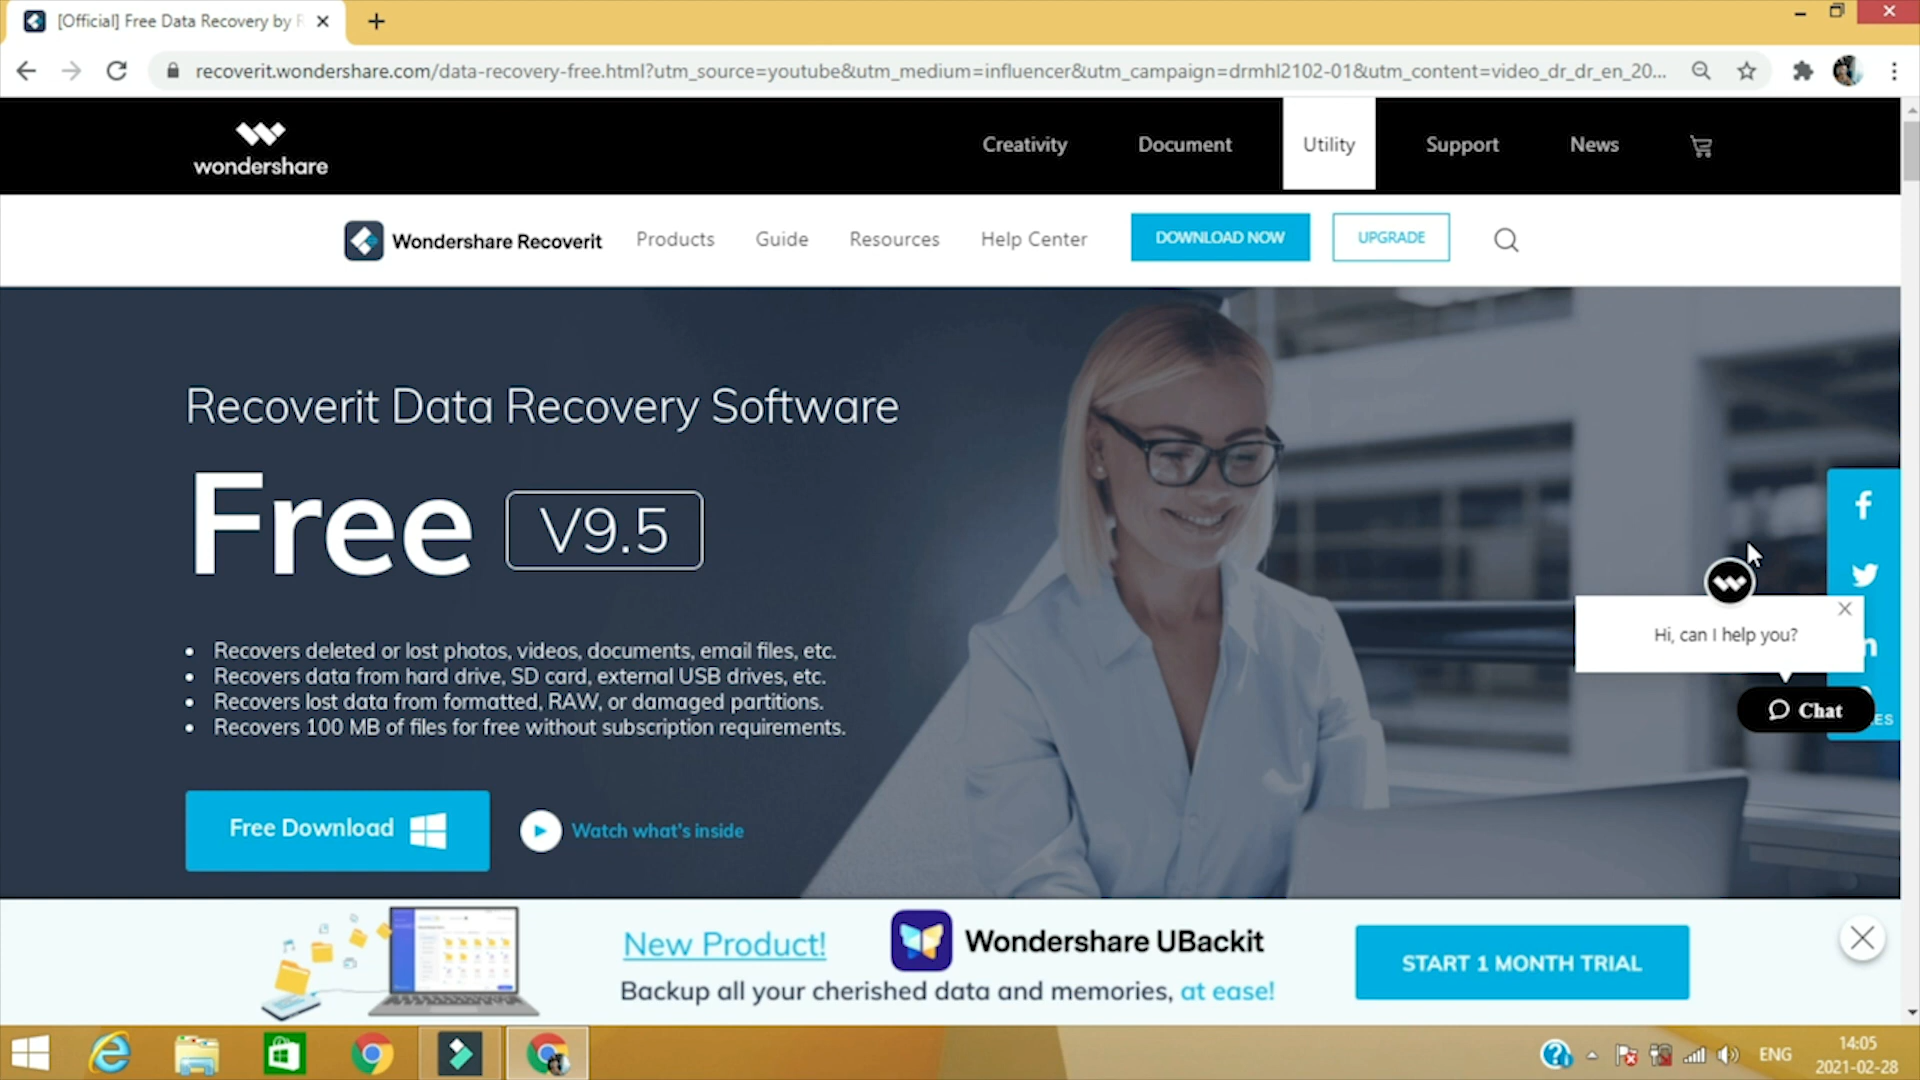 [Official] Free Data Recovery by
recoverit.wondershare.com/data-recovery-free.html?utm_source=youtube&utm_medium=influencer&utm_campaign=drmhl2102-01&utm_content=video_dr_dr_en_20...
wondershare
Creativity
Document
Utility
Support
News
Wondershare Recoverit
Products
Guide
Resources
Help Center
DOWNLOAD NOW
UPGRADE
Recoverit Data Recovery Software
Free V9.5
• Recovers deleted or lost photos, videos, documents, email files, etc.
• Recovers data from hard drive, SD card, external USB drives, etc.
• Recovers lost data from formatted, RAW, or damaged partitions.
• Recovers 100 MB of files for free without subscription requirements.
Hi, can I help you?
Chat
Free Download
Watch what's inside
New Product!
Wondershare UBackit
Backup all your cherished data and memories, at ease!
START 1 MONTH TRIAL
ENG
14:05
2021-02-28